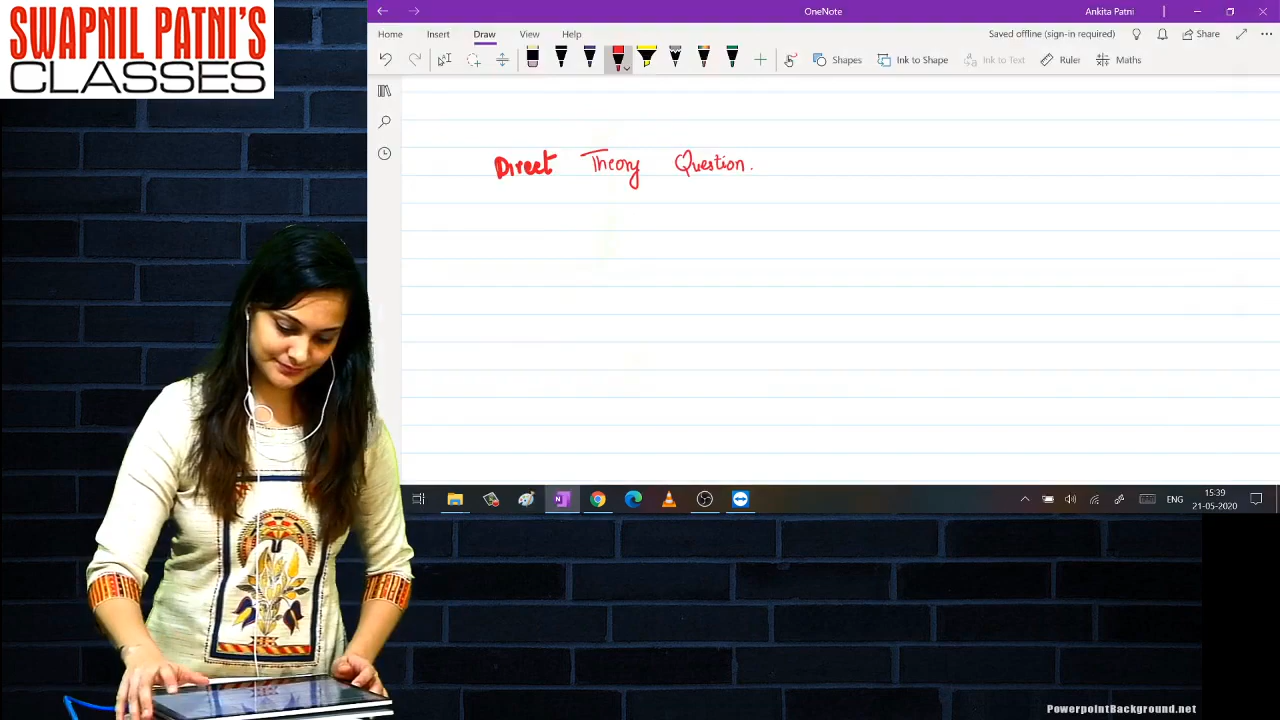 SWAPNIL PATNI'S
CLASSES
OneNote
Ankita Patni
Home Insert Draw View Help
Saved offline (sign-in required)
Share
Shapes Ink to Shape Ink to Text Ruler Maths
Direct Theory Question.
ENG
15:39
21-05-2020
PowerpointBackground.net